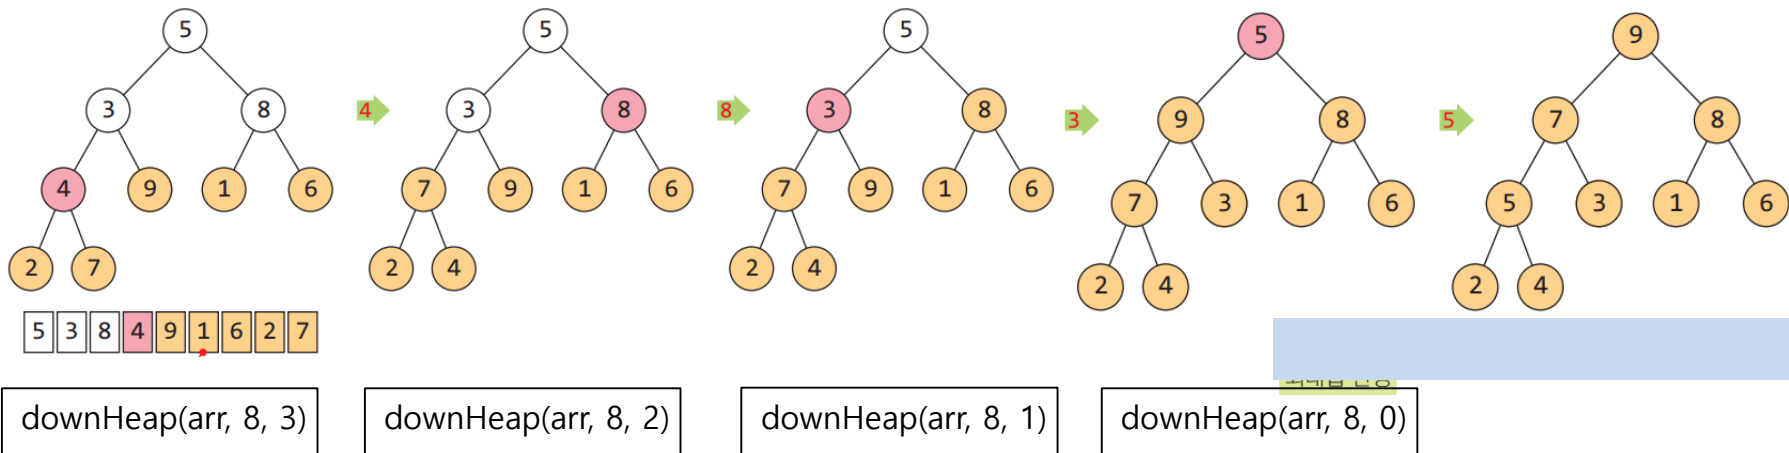 5 5 5 5 9
3 8 4 3 8 8 3 8 3 9 8 5 7 8
4 9 1 6 7 9 1 6 7 9 1 6 7 3 1 6 5 3 1 6
2 7 2 4 2 4 2 4 2 4
5 3 8 4 9 1 6 2 7
downHeap(arr, 8, 3) downHeap(arr, 8, 2) downHeap(arr, 8, 1) downHeap(arr, 8, 0)